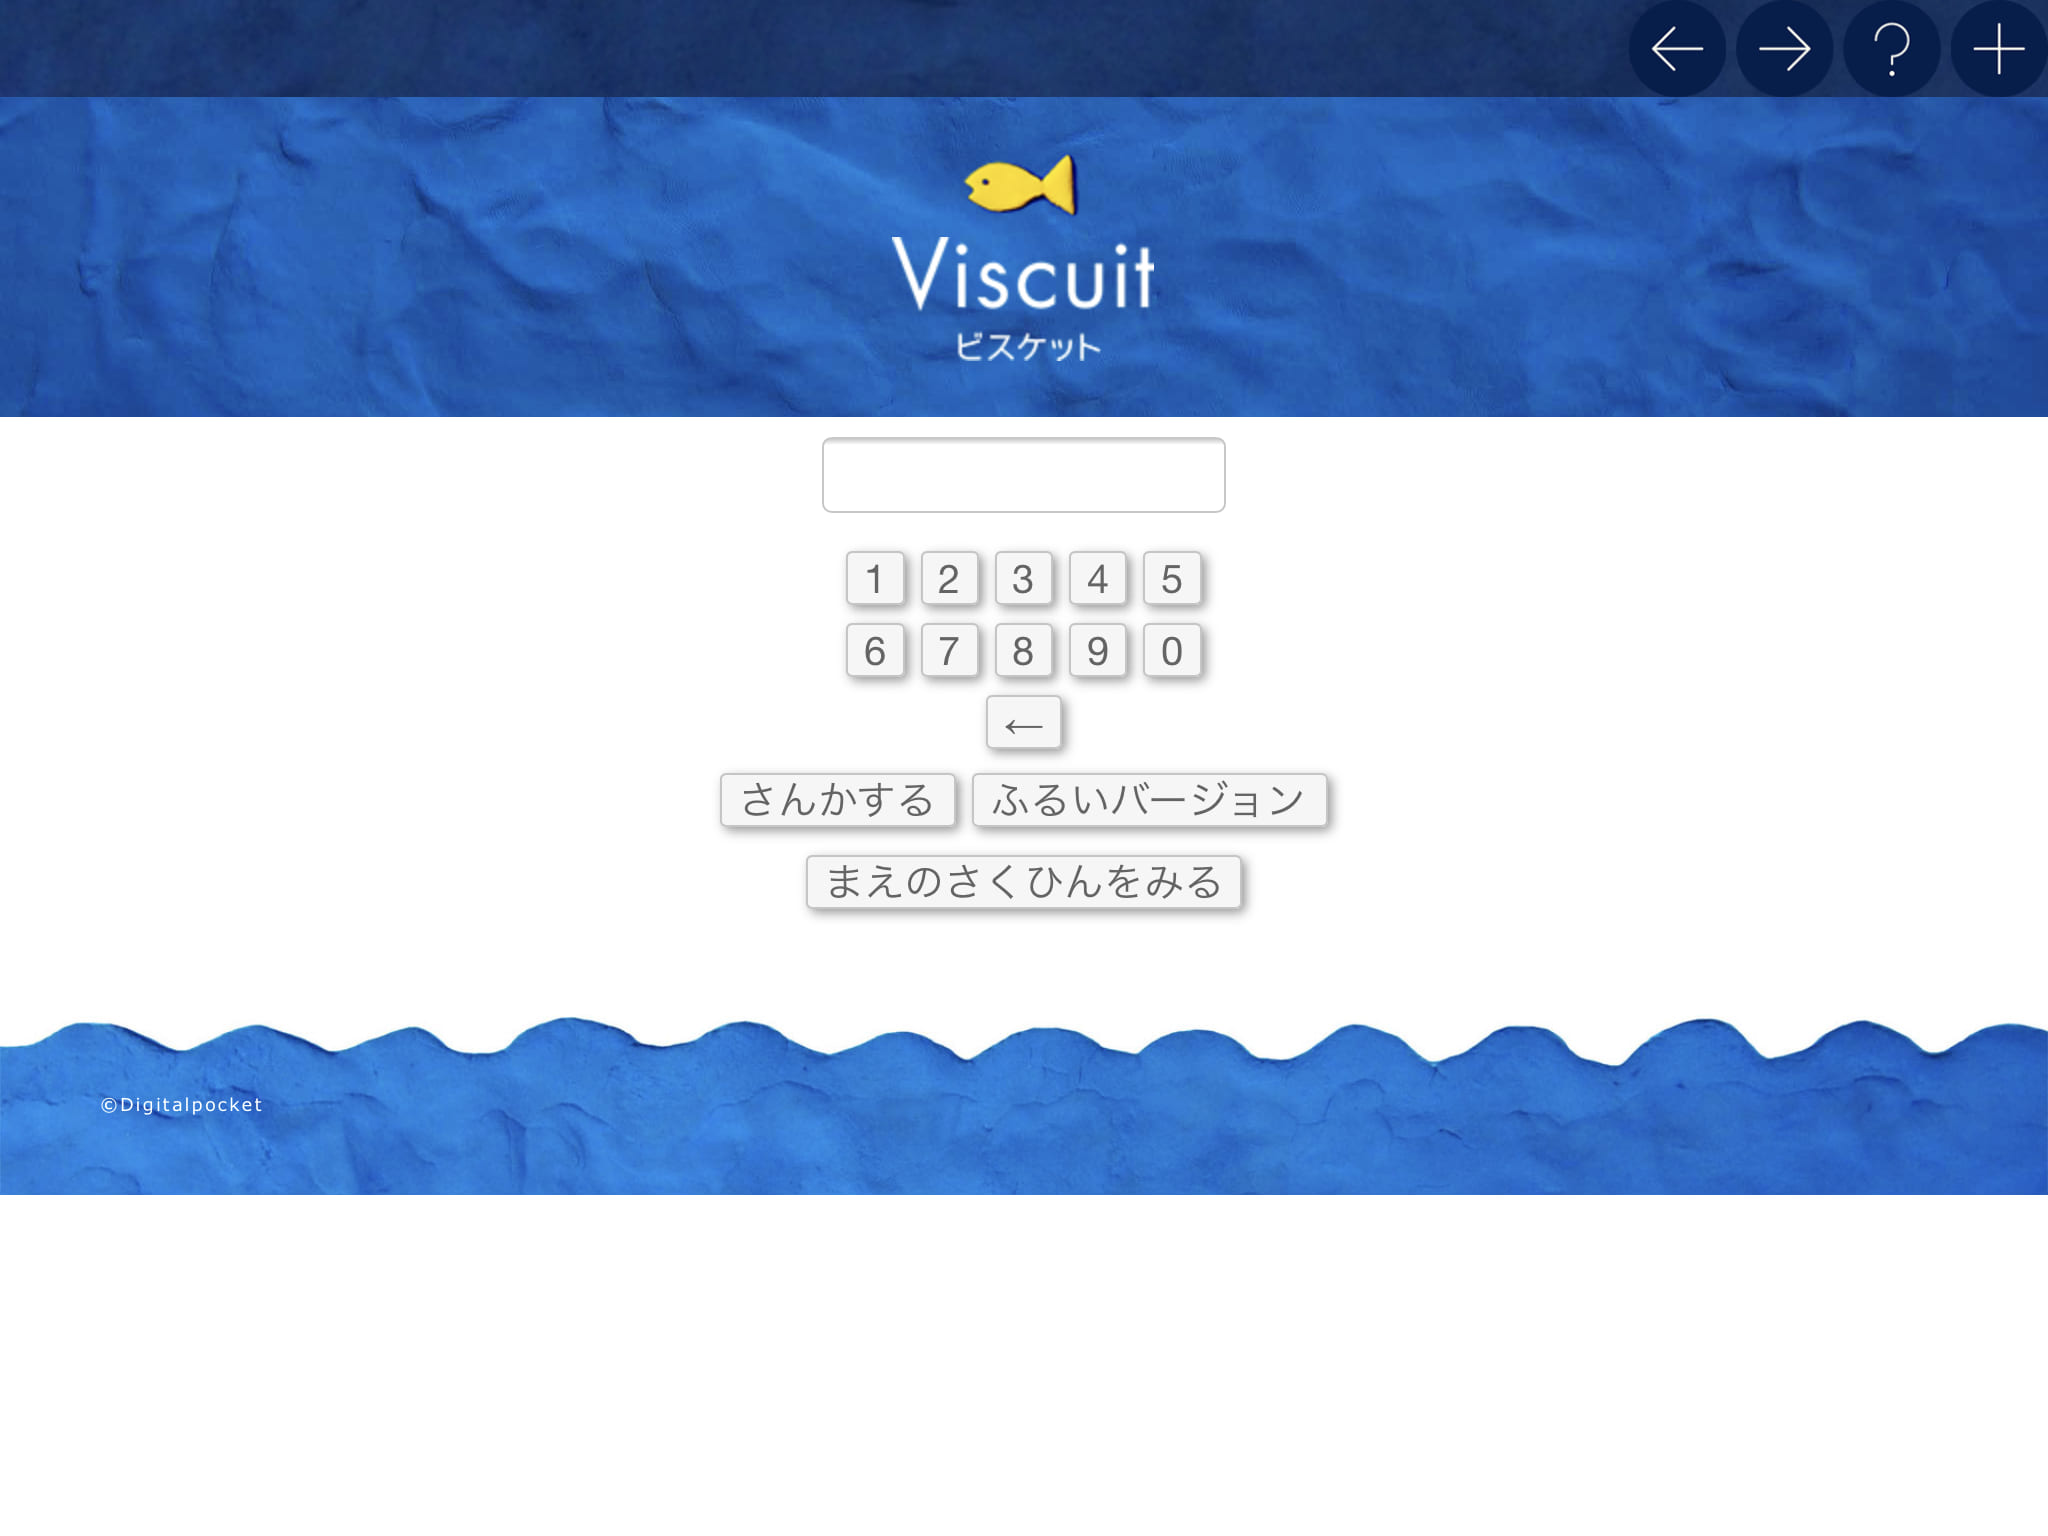 ?
Viscuit
ビスケット
1 2 3 4 5
6 7 8 9 0
←
さんかする ふるいバージョン
まえのさくひんをみる
©Digitalpocket